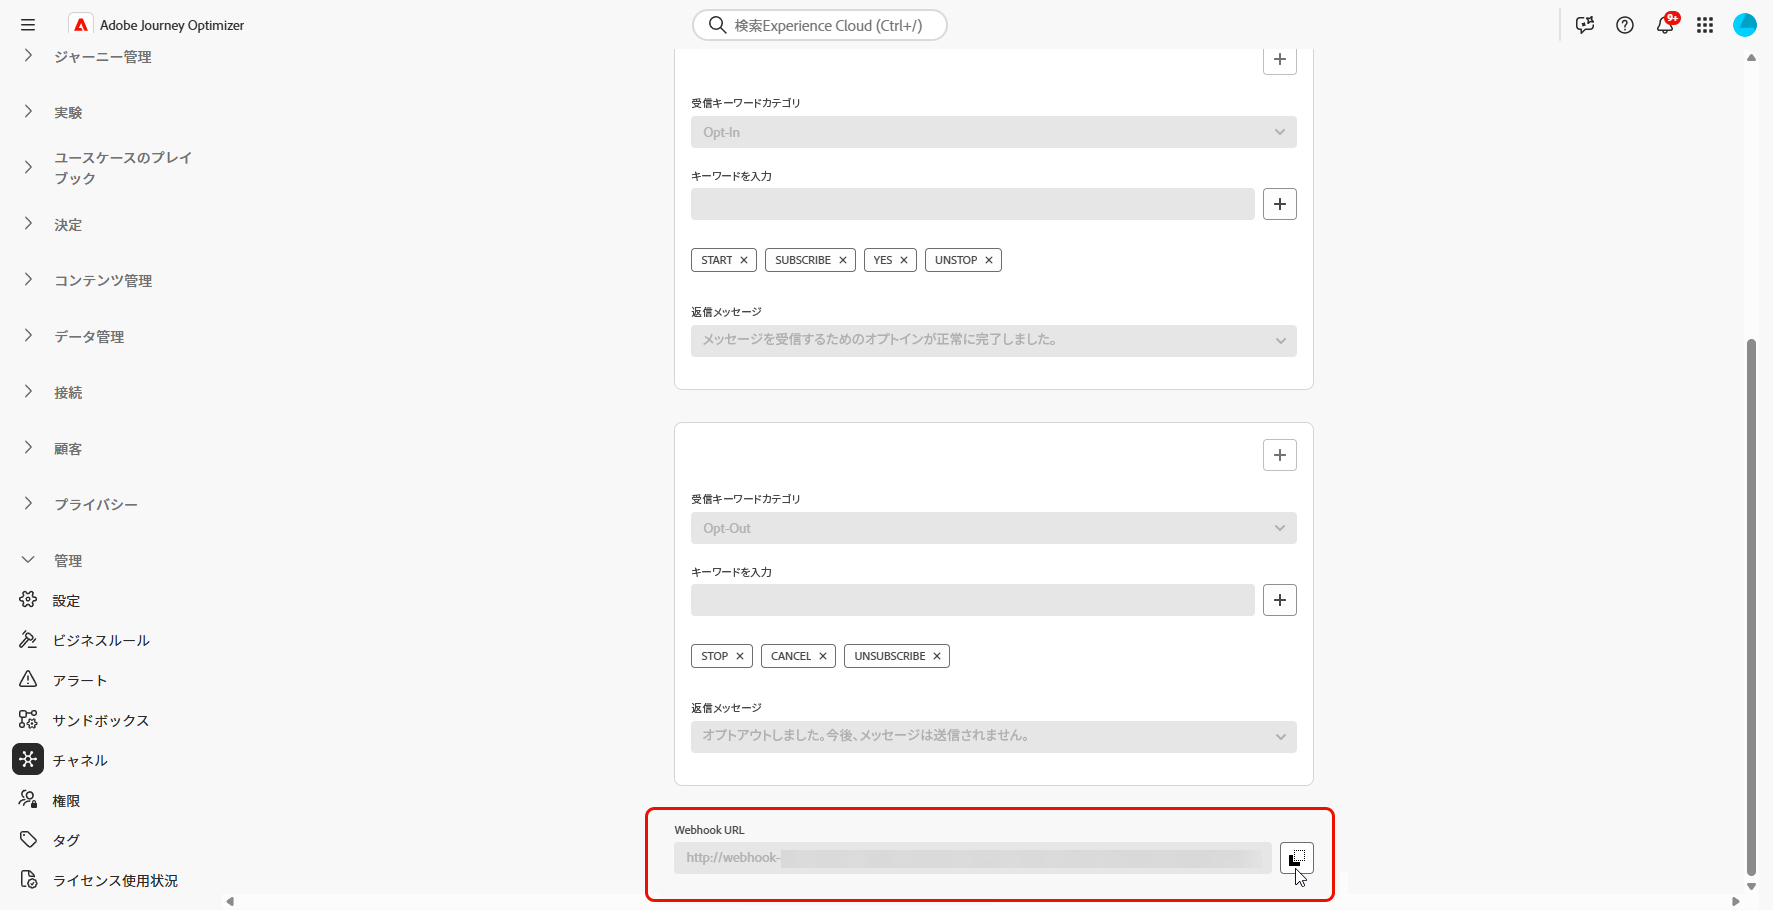 Adobe Journey Optimizer
検索Experience Cloud (Ctrl+/)
9+
ジャーニー管理
実験
ユースケースのプレイ
ブック
決定
コンテンツ管理
データ管理
接続
顧客
プライバシー
管理
設定
ビジネスルール
アラート
サンドボックス
チャネル
権限
タグ
ライセンス使用状況
受信キーワードカテゴリ
Opt-In
キーワードを入力
START
SUBSCRIBE
YES
UNSTOP
返信メッセージ
メッセージを受信するためのオプトインが正常に完了しました。
受信キーワードカテゴリ
Opt-Out
キーワードを入力
STOP
CANCEL
UNSUBSCRIBE
返信メッセージ
オプトアウトしました。今後、メッセージは送信されません。
Webhook URL
http://webhook-